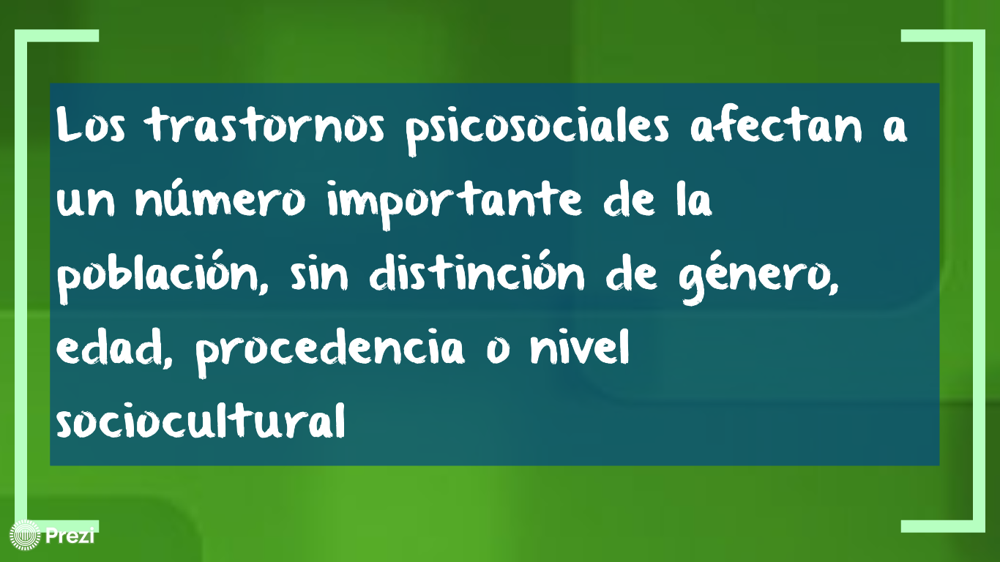 Los trastornos psicosociales afectan a
un número importante de la
población, sin distinción de género,
edad, procedencia o nivel
sociocultural
Prezi